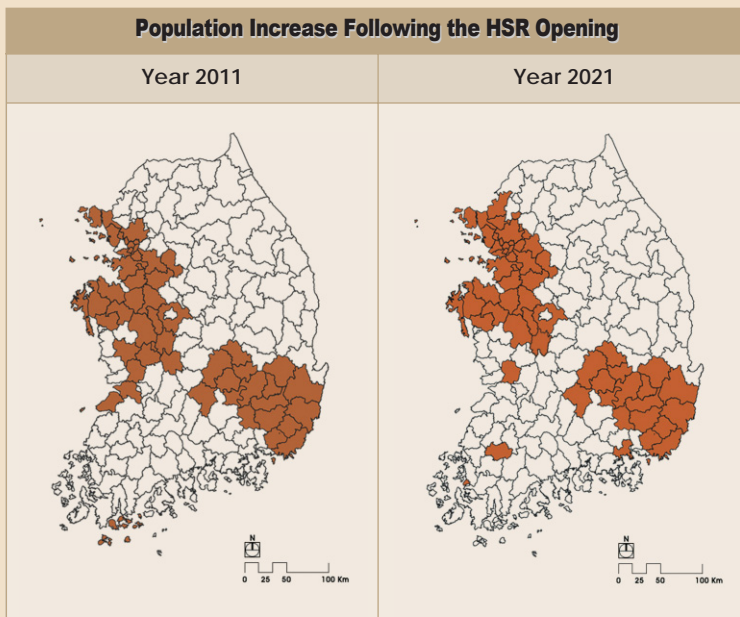 Population Increase Following the HSR Opening
Year 2011
Year 2021
N
0 25 50 100 Km
N
0 25 50 100 Km